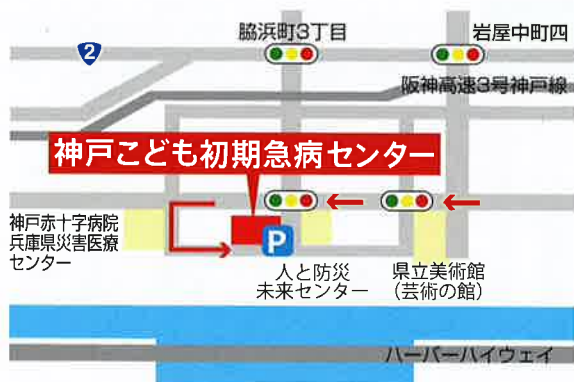 脇浜町3丁目
岩屋中町四
2
阪神高速3号神戸線
神戸こども初期急病センター
神戸赤十字病院
兵庫県災害医療
センター
P
人と防災
未来センター
県立美術館
(芸術の館)
ハーバーハイウェイ